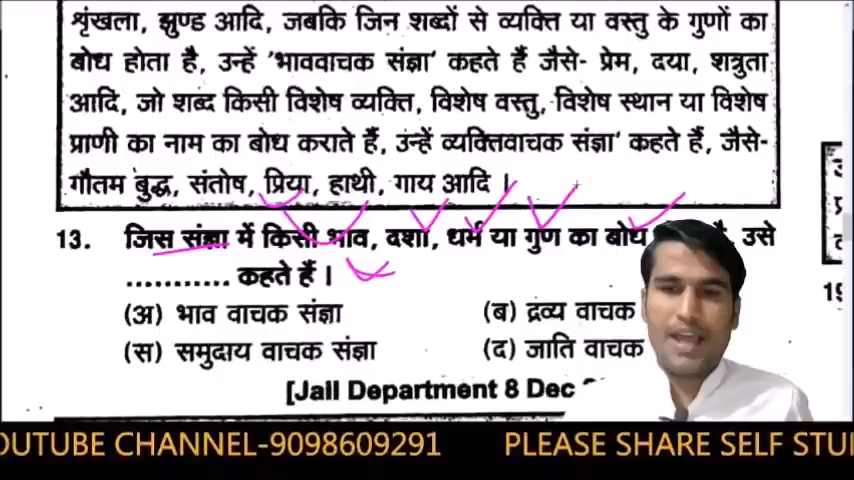 शृंखला, झुण्ड आदि, जबकि जिन शब्दों से व्यक्ति या वस्तु के गुणों का
बोध होता है, उन्हें 'भाववाचक संज्ञा' कहते हैं जैसे- प्रेम, दया, शत्रुता
आदि, जो शब्द किसी विशेष व्यक्ति, विशेष वस्तु, विशेष स्थान या विशेष
प्राणी का नाम का बोध कराते हैं, उन्हें व्यक्तिवाचक संज्ञा' कहते हैं, जैसे-
गौतम बुद्ध, संतोष, प्रिया, हाथी, गाय आदि ।
13. जिस संज्ञा में किसी भाव, दशा, धर्म या गुण का बोध है, उसे
............ कहते हैं ।
(अ) भाव वाचक संज्ञा (ब) द्रव्य वाचक
(स) समुदाय वाचक संज्ञा (द) जाति वाचक
[Jail Department 8 Dec
OUTUBE CHANNEL-9098609291 PLEASE SHARE SELF STU